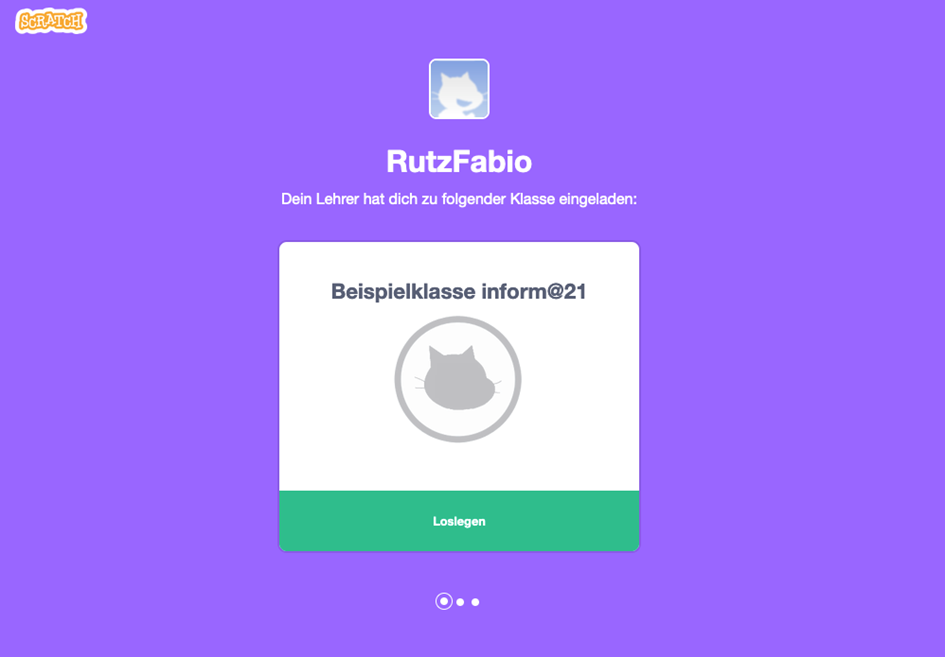 SCRATCH
RutzFabio
Dein Lehrer hat dich zu folgender Klasse eingeladen:
Beispielklasse inform@21
Loslegen